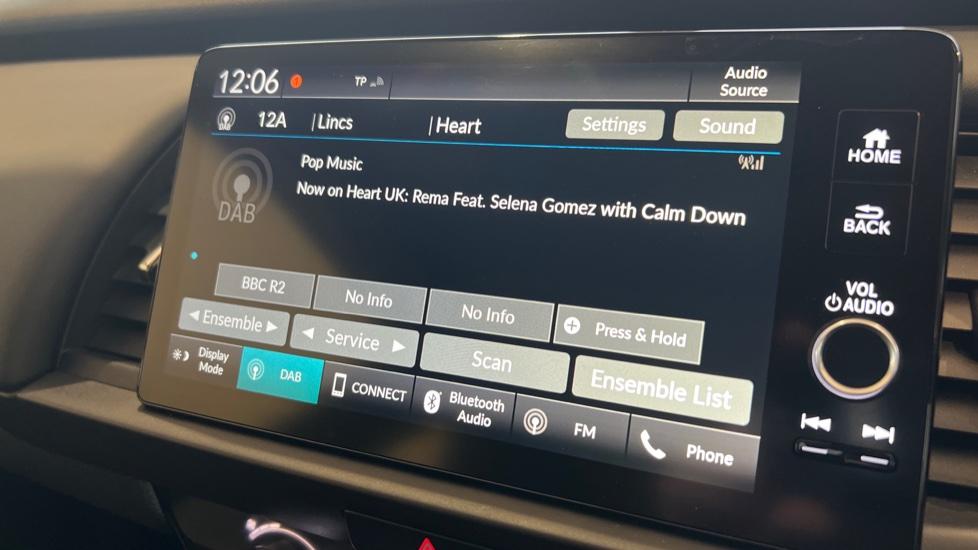 12:06 1 TP Audio Source
DAB 12A |Lincs |Heart Settings Sound
Pop Music
DAB
Now on Heart UK: Rema Feat. Selena Gomez with Calm Down
BBC R2 No Info No Info Press & Hold
Ensemble Service Scan Ensemble List
Display Mode DAB CONNECT Bluetooth Audio FM Phone
HOME
BACK
VOL
AUDIO